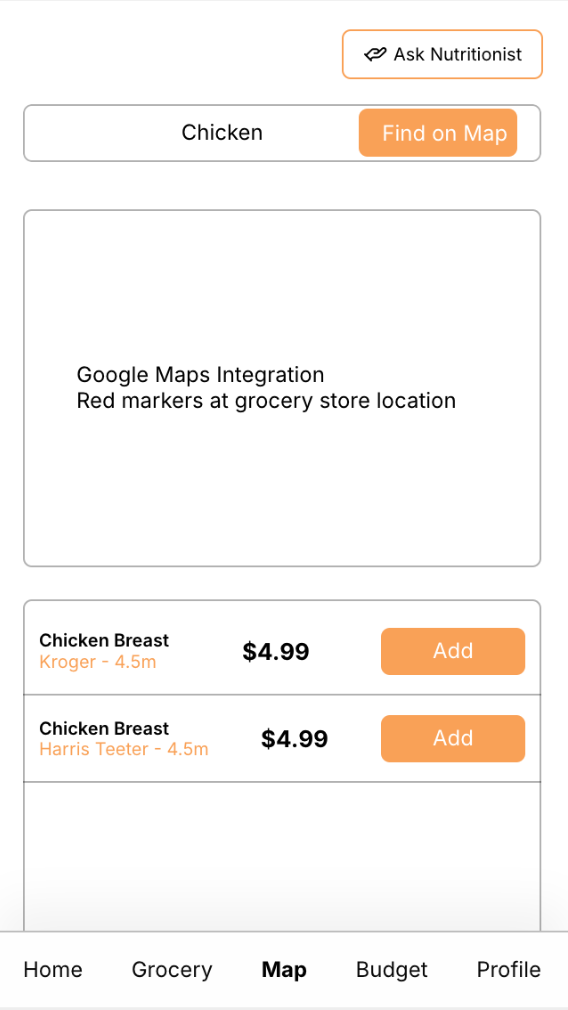 Ask Nutritionist
Chicken
Find on Map
Google Maps Integration
Red markers at grocery store location
Chicken Breast
Kroger - 4.5m
$4.99
Add
Chicken Breast
Harris Teeter - 4.5m
$4.99
Add
Home
Grocery
Map
Budget
Profile